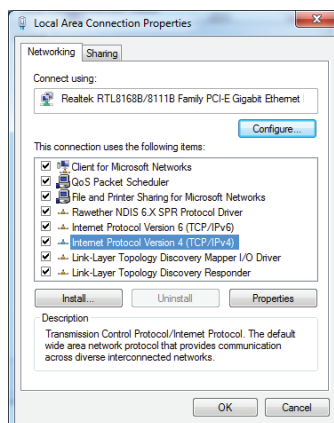 Local Area Connection Properties
Networking
Sharing
Connect using:
Realtek RTL8168B/8111B Family PCI-E Gigabit Ethernet
Configure...
This connection uses the following items:
Client for Microsoft Networks
QoS Packet Scheduler
File and Printer Sharing for Microsoft Networks
Rawether NDIS 6.X SPR Protocol Driver
Internet Protocol Version 6 (TCP/IPv6)
Internet Protocol Version 4 (TCP/IPv4)
Link-Layer Topology Discovery Mapper I/O Driver
Link-Layer Topology Discovery Responder
Install...
Uninstall
Properties
Description
Transmission Control Protocol/Internet Protocol. The default
wide area network protocol that provides communication
across diverse interconnected networks.
OK
Cancel